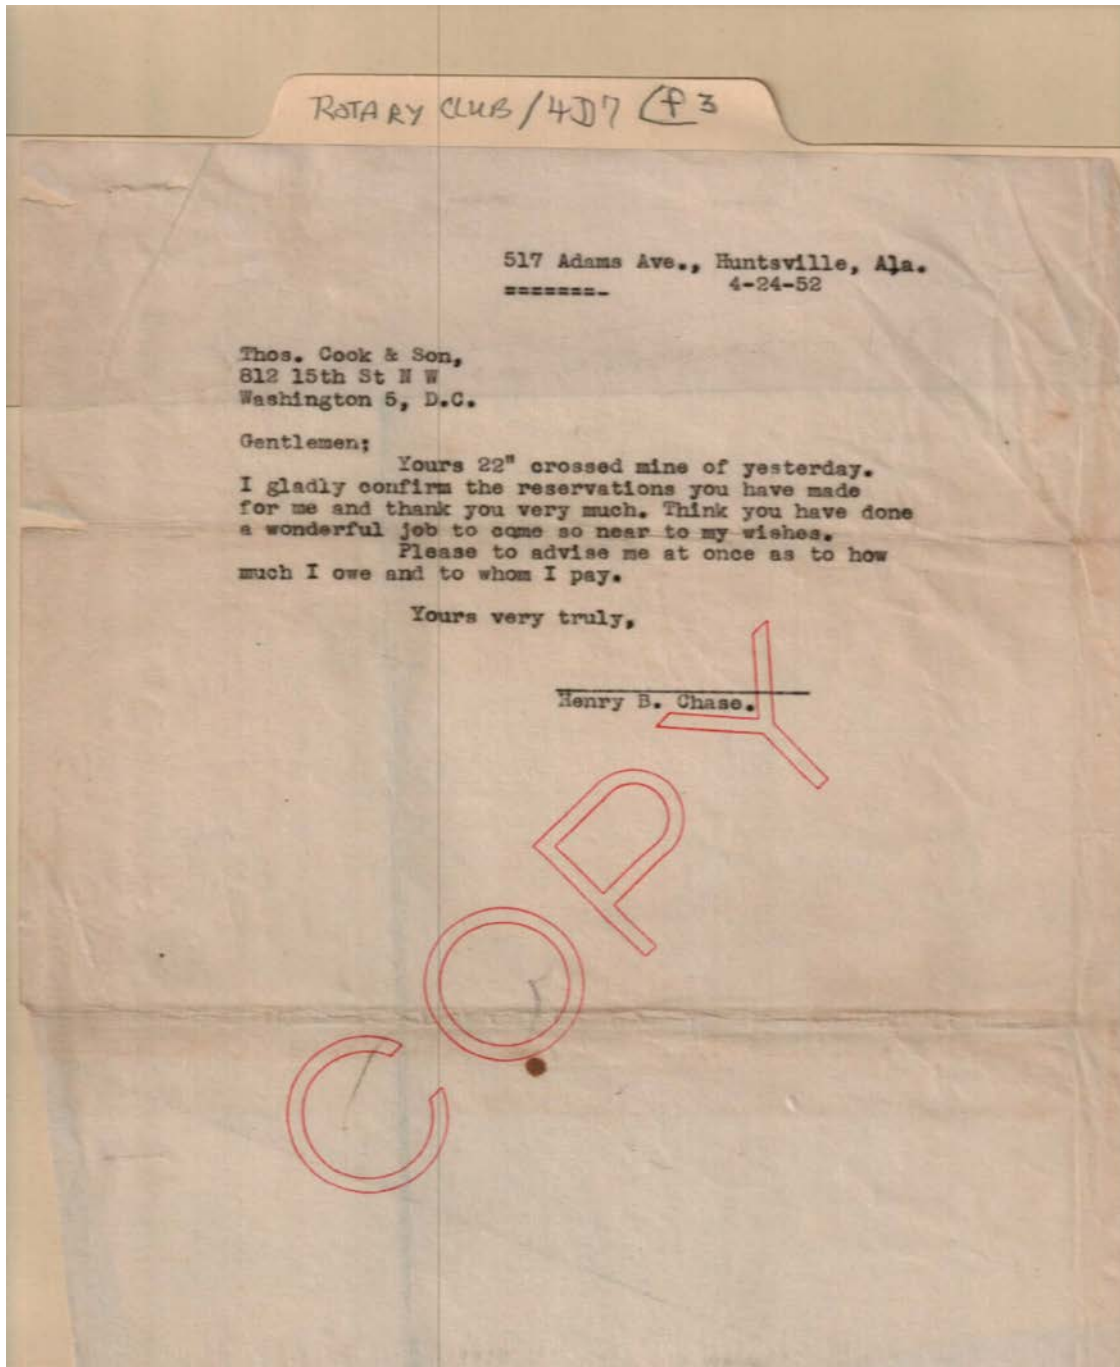 ROTARY CLUB/4D7 f3
517 Adams Ave., Huntsville, Ala.
=======- 4-24-52
Thos. Cook & Son,
812 15th St N W
Washington 5, D.C.
Gentlemen;
Yours 22" crossed mine of yesterday.
I gladly confirm the reservations you have made
for me and thank you very much. Think you have done
a wonderful job to come so near to my wishes.
Please to advise me at once as to how
much I owe and to whom I pay.
Yours very truly,
Henry B. Chase.
COPY